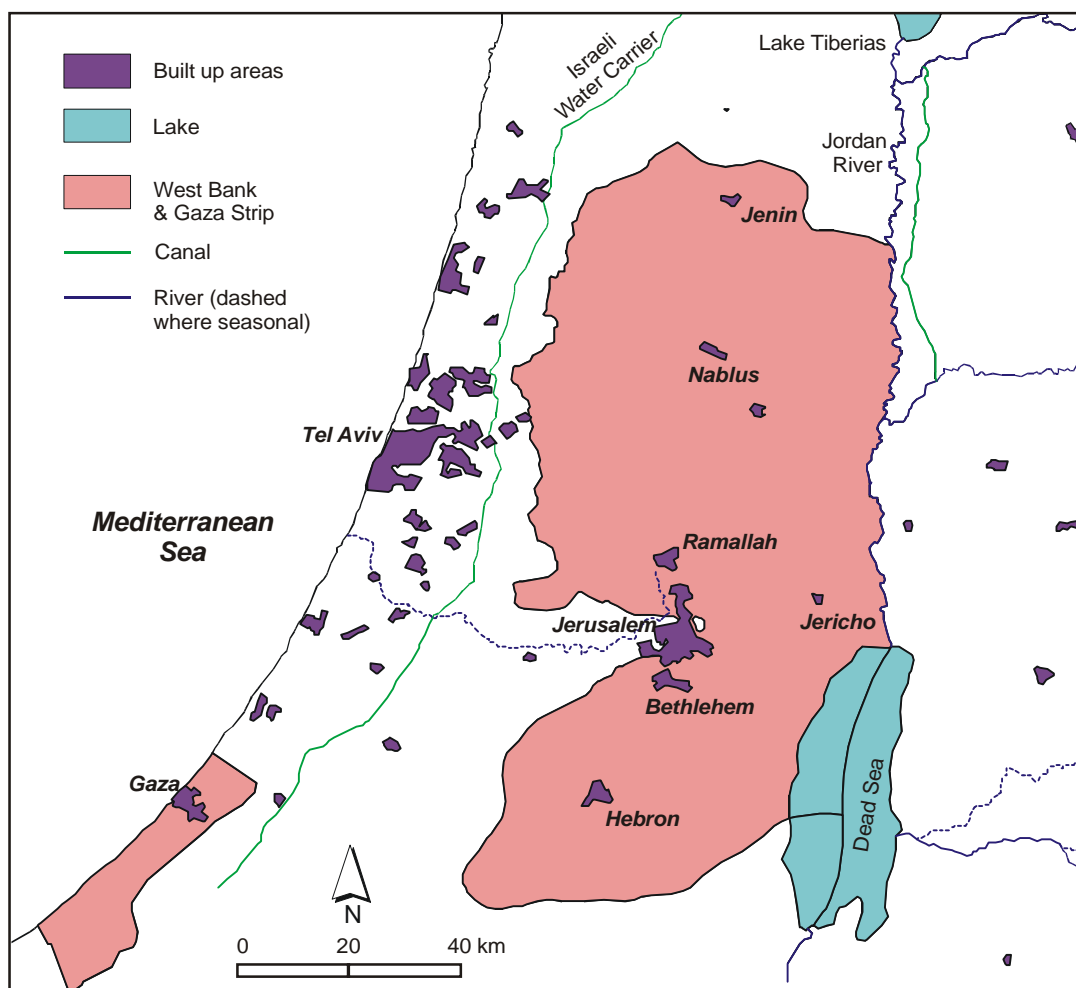 Built up areas
Lake
West Bank
& Gaza Strip
Canal
River (dashed
where seasonal)
Israeli
Water Carrier
Lake Tiberias
Jordan
River
Jenin
Nablus
Tel Aviv
Mediterranean
Sea
Ramallah
Jerusalem
Jericho
Bethlehem
Gaza
Hebron
Dead Sea
N
0 20 40 km